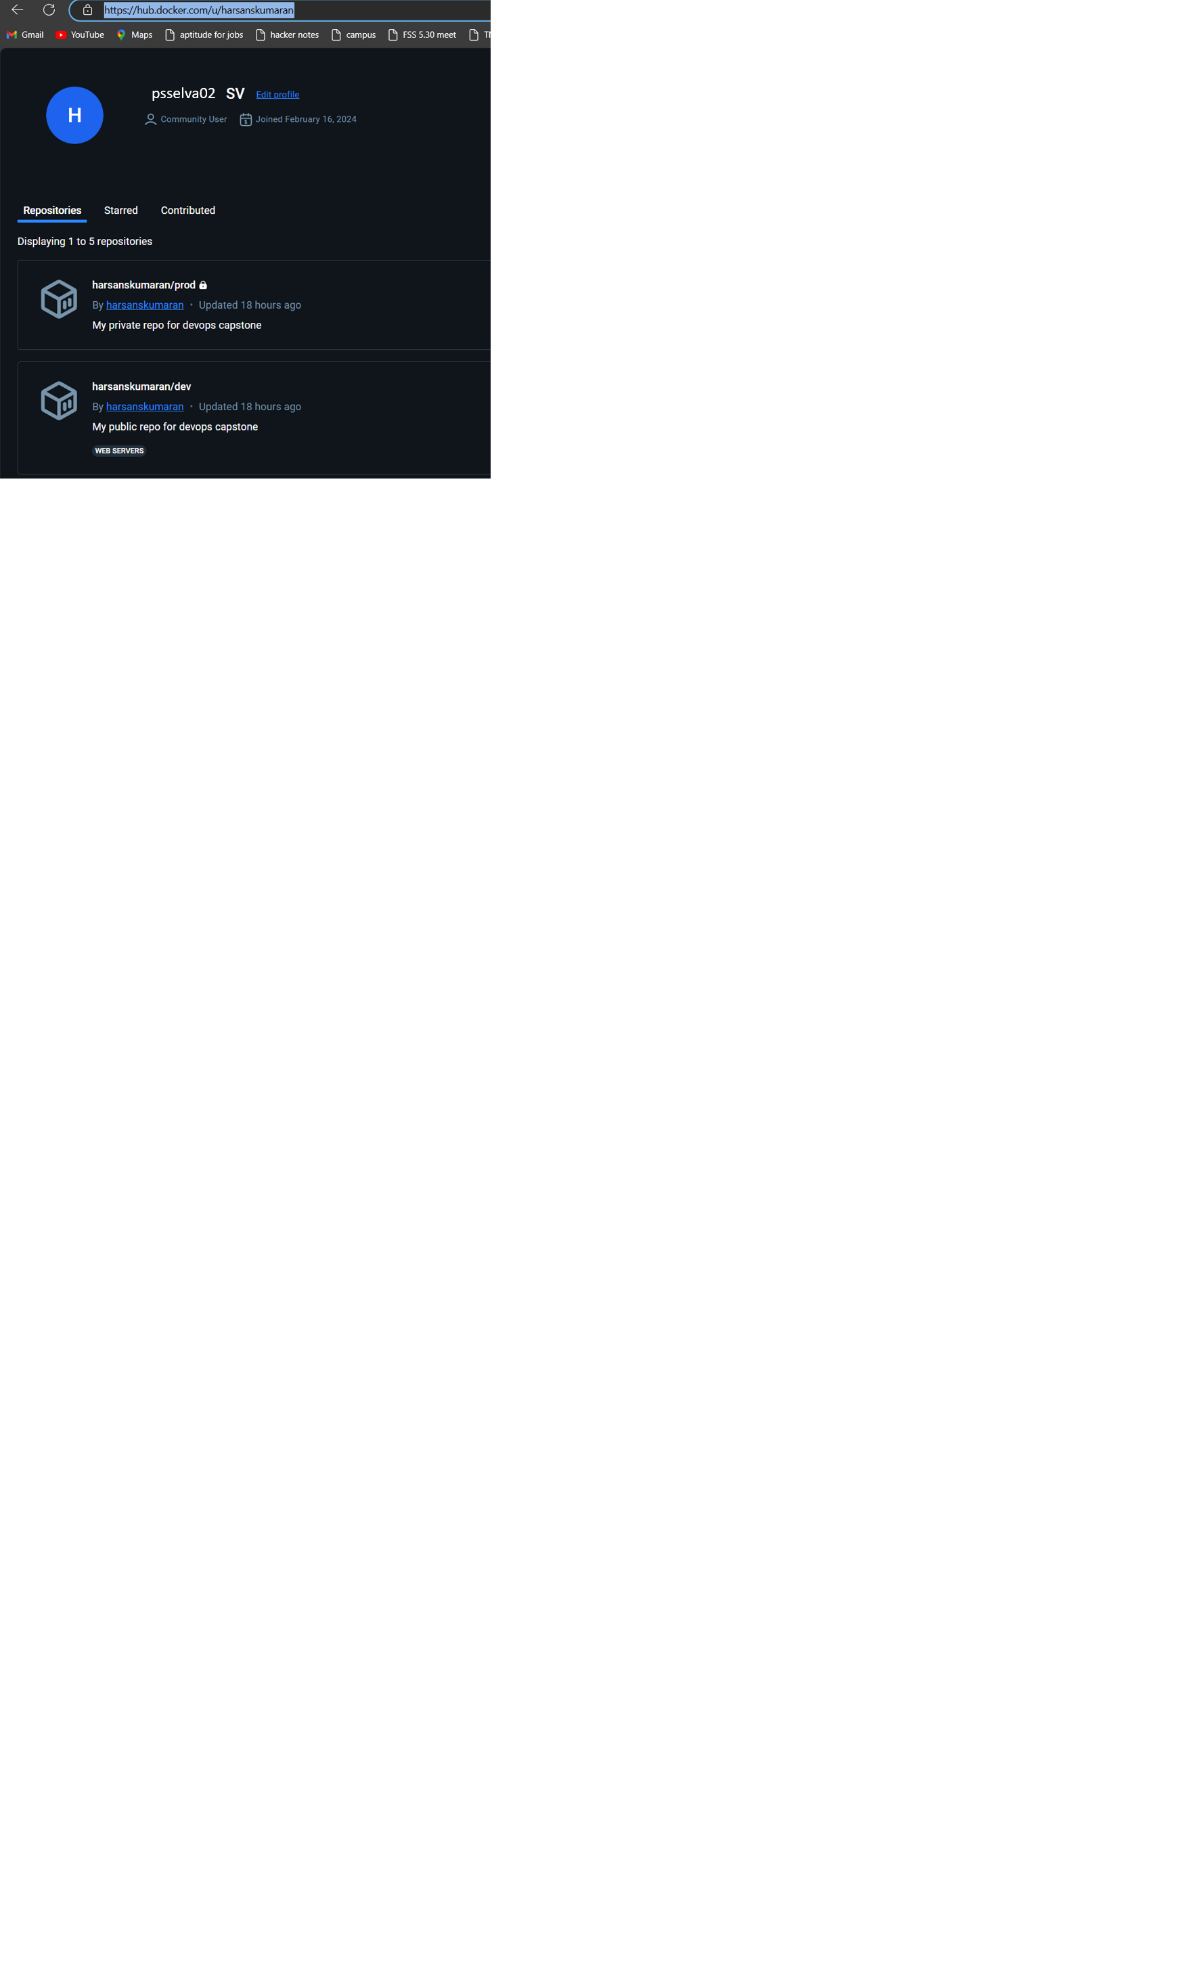 https://hub.docker.com/u/harsanskumaran
Gmail YouTube Maps aptitude for jobs hacker notes campus FSS 5.30 meet
H
psselva02 SV Edit profile
Community User Joined February 16, 2024
Repositories Starred Contributed
Displaying 1 to 5 repositories
harsanskumaran/prod
By harsanskumaran • Updated 18 hours ago
My private repo for devops capstone
harsanskumaran/dev
By harsanskumaran • Updated 18 hours ago
My public repo for devops capstone
WEB SERVERS